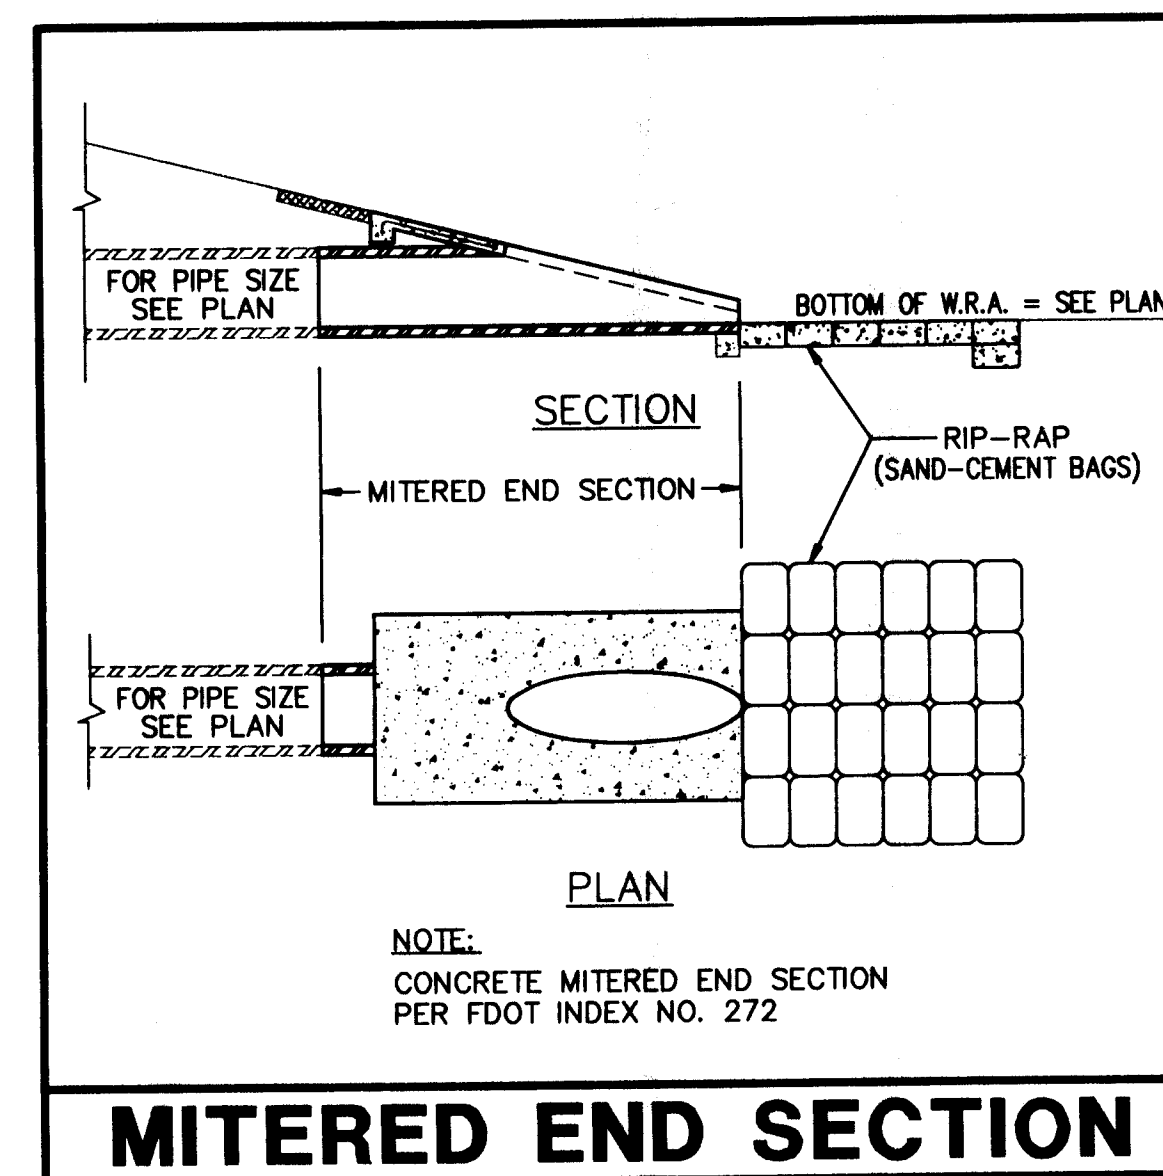 FOR PIPE SIZE
SEE PLAN
BOTTOM OF W.R.A. = SEE PLAN
SECTION
RIP-RAP
(SAND-CEMENT BAGS)
MITERED END SECTION
FOR PIPE SIZE
SEE PLAN
PLAN
NOTE:
CONCRETE MITERED END SECTION
PER FDOT INDEX NO. 272
MITERED END SECTION